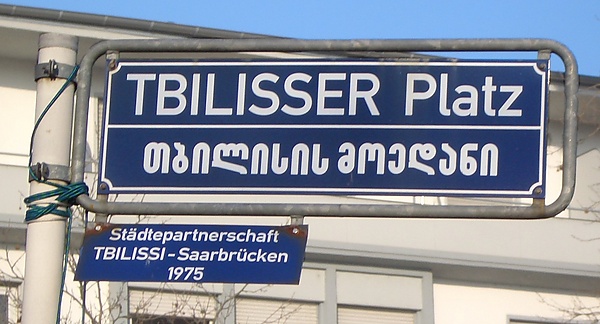 TBILISSER Platz
თბილისის მოედანი
Städtepartnerschaft
TBILISSI - Saarbrücken
1975